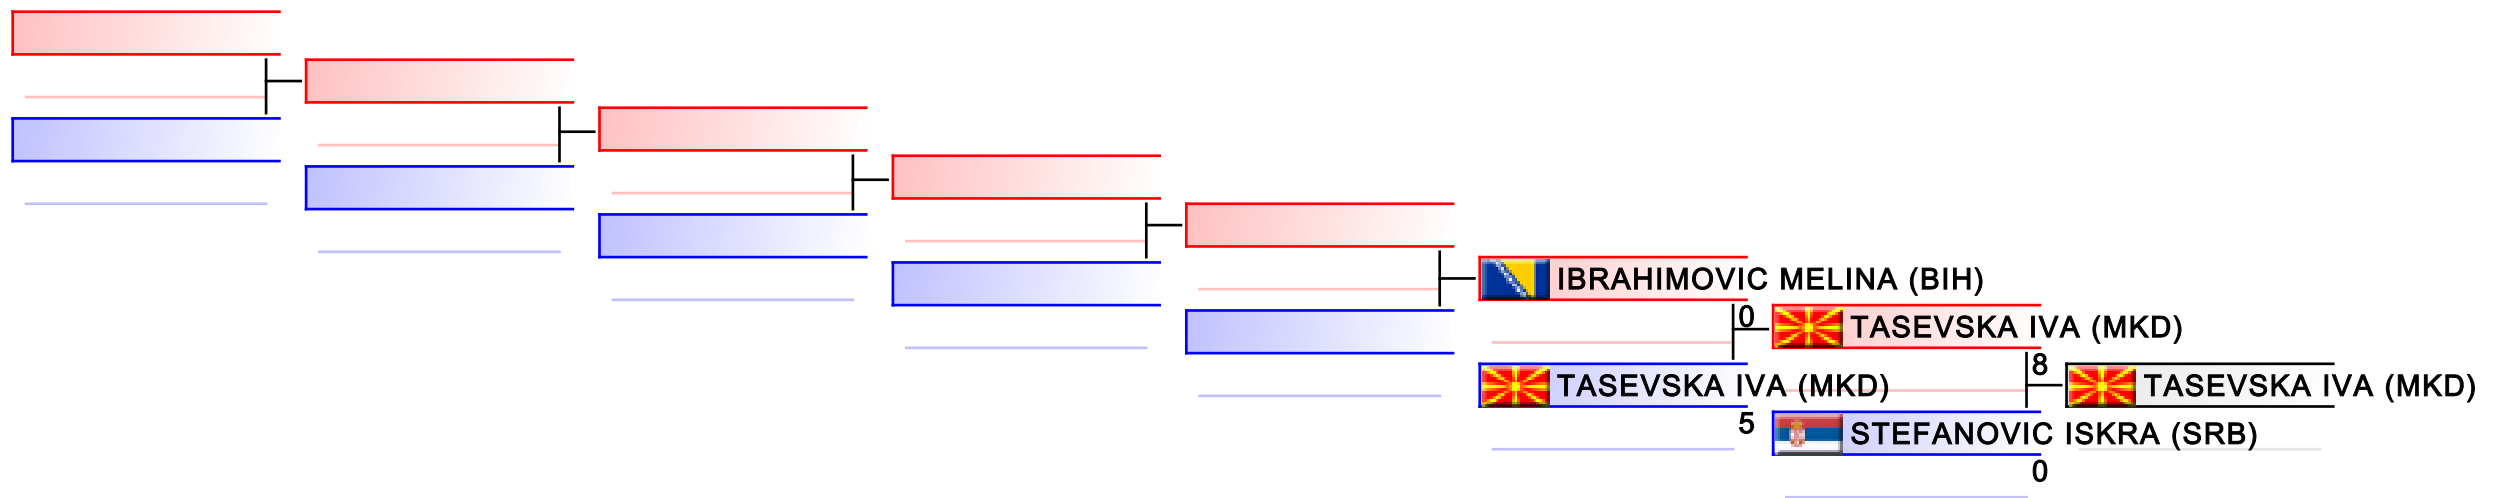 IBRAHIMOVIC MELINA (BIH)
0
TASEVSKA IVA (MKD)
8
TASEVSKA IVA (MKD)
TASEVSKA IVA (MKD)
5
STEFANOVIC ISKRA (SRB)
0